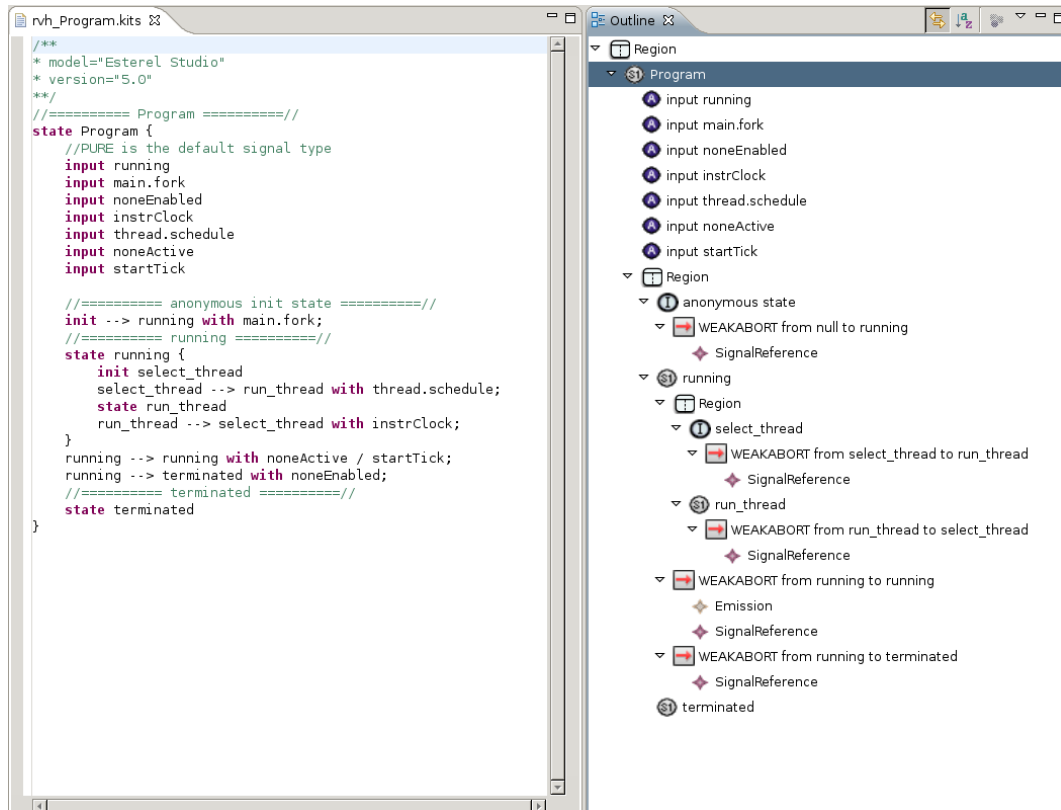 rvh_Program.kits
/**
* model="Esterel Studio"
* version="5.0"
**/
//========== Program ==========//
state Program {
    //PURE is the default signal type
    input running
    input main.fork
    input noneEnabled
    input instrClock
    input thread.schedule
    input noneActive
    input startTick

    //========== anonymous init state ==========//
    init --> running with main.fork;
    //========== running ==========//
    state running {
        init select_thread
        select_thread --> run_thread with thread.schedule;
        state run_thread
        run_thread --> select_thread with instrClock;
    }
    running --> running with noneActive / startTick;
    running --> terminated with noneEnabled;
    //========== terminated ==========//
    state terminated
}
Outline
Region
S1 Program
A input running
A input main.fork
A input noneEnabled
A input instrClock
A input thread.schedule
A input noneActive
A input startTick
Region
I anonymous state
WEAKABORT from null to running
SignalReference
S1 running
Region
I select_thread
WEAKABORT from select_thread to run_thread
SignalReference
S1 run_thread
WEAKABORT from run_thread to select_thread
SignalReference
WEAKABORT from running to running
Emission
SignalReference
WEAKABORT from running to terminated
SignalReference
S1 terminated